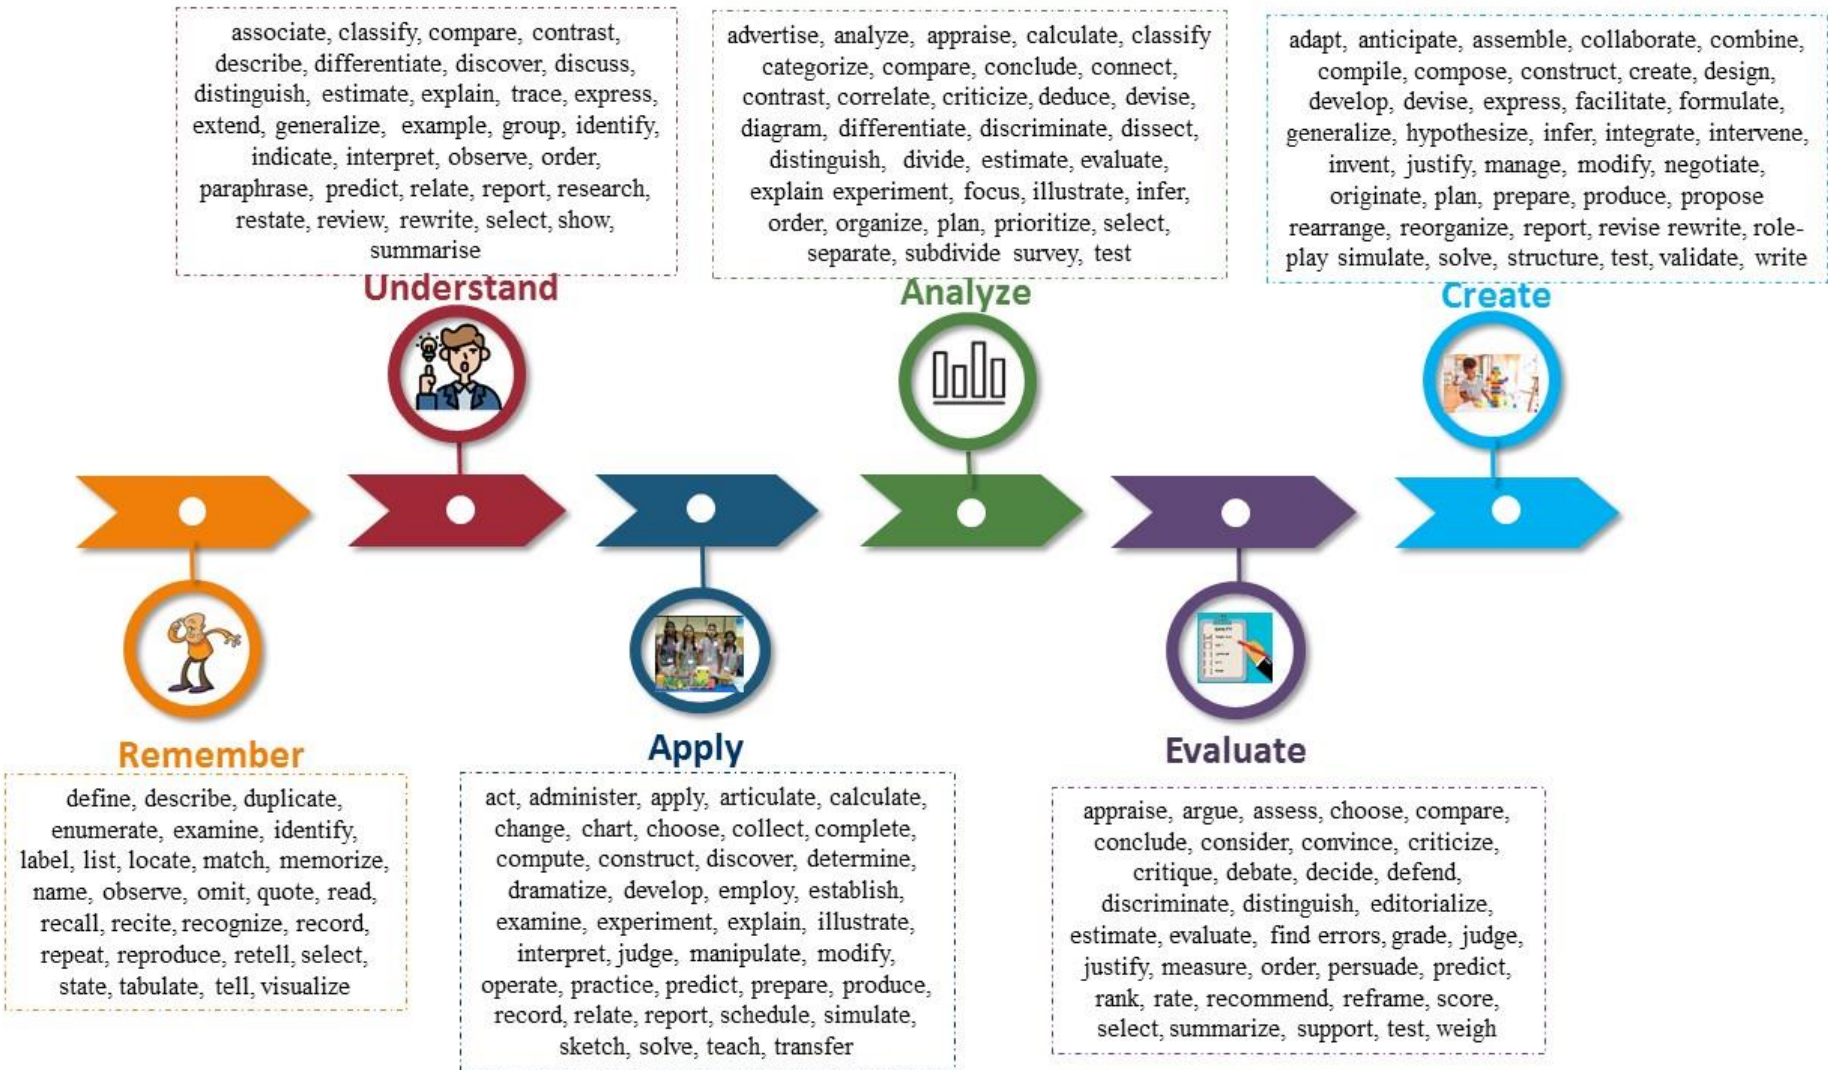 associate, classify, compare, contrast,
describe, differentiate, discover, discuss,
distinguish, estimate, explain, trace, express,
extend, generalize, example, group, identify,
indicate, interpret, observe, order,
paraphrase, predict, relate, report, research,
restate, review, rewrite, select, show,
summarise
Understand
advertise, analyze, appraise, calculate, classify
categorize, compare, conclude, connect,
contrast, correlate, criticize, deduce, devise,
diagram, differentiate, discriminate, dissect,
distinguish, divide, estimate, evaluate,
explain experiment, focus, illustrate, infer,
order, organize, plan, prioritize, select,
separate, subdivide survey, test
Analyze
adapt, anticipate, assemble, collaborate, combine,
compile, compose, construct, create, design,
develop, devise, express, facilitate, formulate,
generalize, hypothesize, infer, integrate, intervene,
invent, justify, manage, modify, negotiate,
originate, plan, prepare, produce, propose
rearrange, reorganize, report, revise rewrite, role-
play simulate, solve, structure, test, validate, write
Create
Remember
define, describe, duplicate,
enumerate, examine, identify,
label, list, locate, match, memorize,
name, observe, omit, quote, read,
recall, recite, recognize, record,
repeat, reproduce, retell, select,
state, tabulate, tell, visualize
Apply
act, administer, apply, articulate, calculate,
change, chart, choose, collect, complete,
compute, construct, discover, determine,
dramatize, develop, employ, establish,
examine, experiment, explain, illustrate,
interpret, judge, manipulate, modify,
operate, practice, predict, prepare, produce,
record, relate, report, schedule, simulate,
sketch, solve, teach, transfer
Evaluate
appraise, argue, assess, choose, compare,
conclude, consider, convince, criticize,
critique, debate, decide, defend,
discriminate, distinguish, editorialize,
estimate, evaluate, find errors, grade, judge,
justify, measure, order, persuade, predict,
rank, rate, recommend, reframe, score,
select, summarize, support, test, weigh